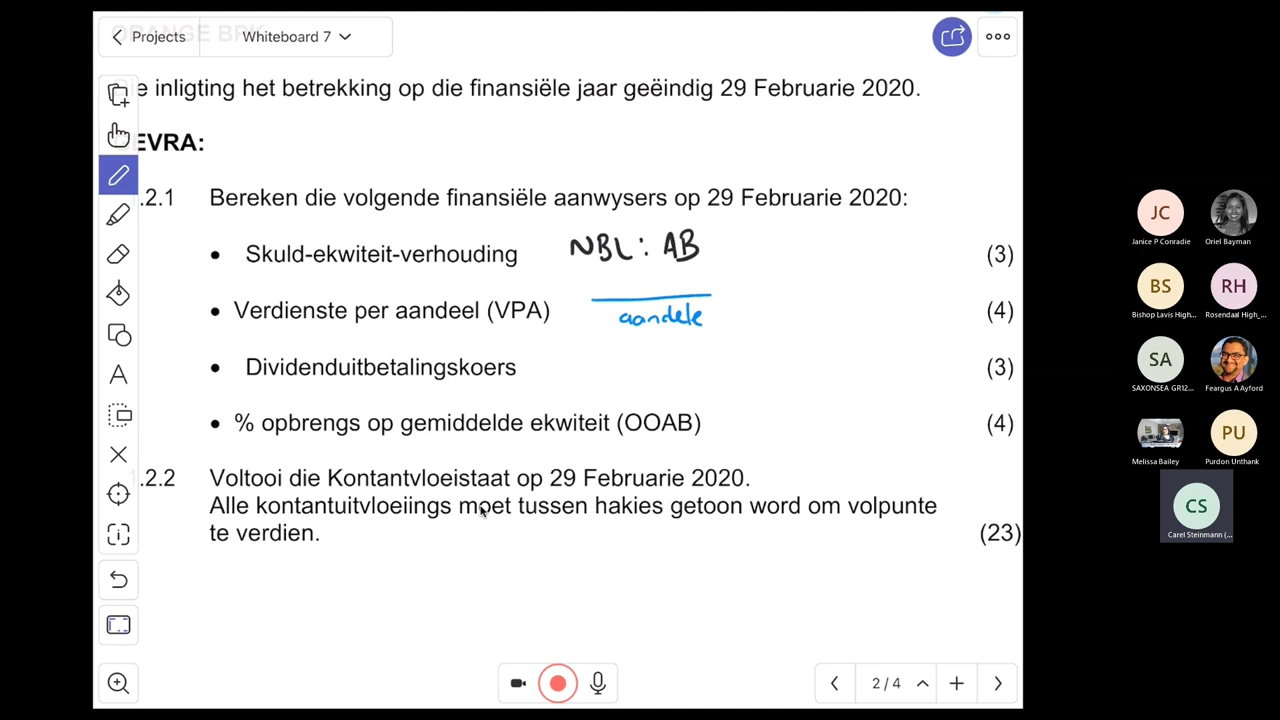 ORANGE BPK
Projects
Whiteboard 7
e inligting het betrekking op die finansiële jaar geëindig 29 Februarie 2020.
EVRA:
.2.1 Bereken die volgende finansiële aanwysers op 29 Februarie 2020:
• Skuld-ekwiteit-verhouding NBL : AB (3)
• Verdienste per aandeel (VPA) aandele (4)
• Dividenduitbetalingskoers (3)
• % opbrengs op gemiddelde ekwiteit (OOAB) (4)
.2.2 Voltooi die Kontantvloeistaat op 29 Februarie 2020.
Alle kontantuitvloeiings moet tussen hakies getoon word om volpunte
te verdien. (23)
2 / 4
JC
Janice P Conradie
Oriel Bayman
BS
Bishop Lavis High...
RH
Rosendaal High_...
SA
SAXONSEA GR12...
Feargus A Ayford
Melissa Bailey
PU
Purdon Unthank
CS
Carel Steinmann (...